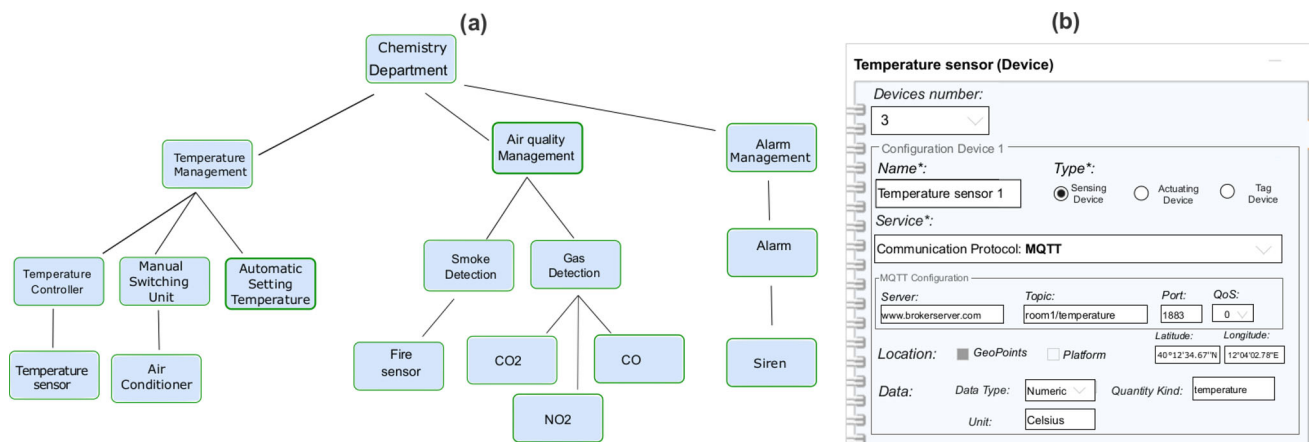 (a)
Chemistry
Department
Temperature
Management
Air quality
Management
Alarm
Management
Temperature
Controller
Manual
Switching
Unit
Automatic
Setting
Temperature
Smoke
Detection
Gas
Detection
Alarm
Temperature
sensor
Air
Conditioner
Fire
sensor
CO2
NO2
CO
Siren
(b)
Temperature sensor (Device)
Devices number:
3
Configuration Device 1
Name*:
Type*:
Temperature sensor 1
Sensing
Device
Actuating
Device
Tag
Device
Service*:
Communication Protocol: MQTT
MQTT Configuration
Server:
Topic:
Port:
QoS:
www.brokerserver.com
room1/temperature
1883
0
Latitude:
Longitude:
Location:
GeoPoints
Platform
40°12'34.67"N
12°04'02.78"E
Data:
Data Type:
Numeric
Quantity Kind:
temperature
Unit:
Celsius